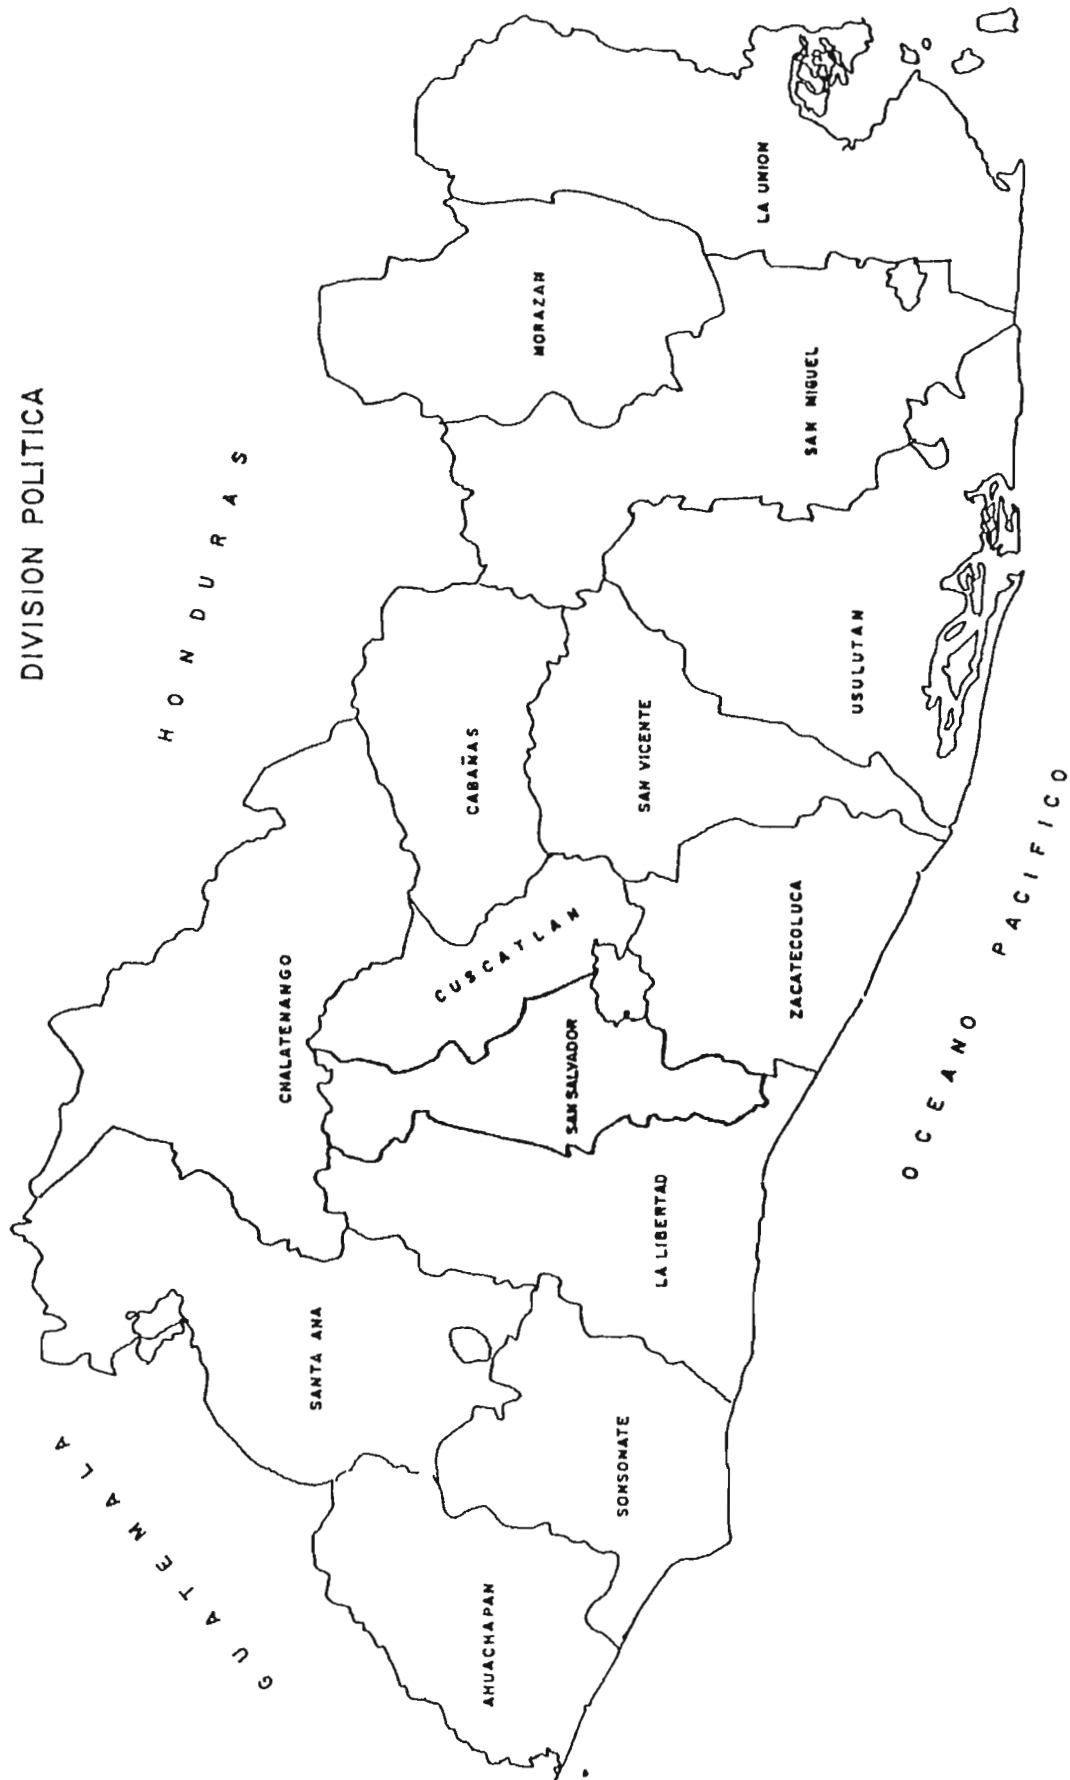 DIVISION POLITICA
HONDURAS
GUATEMALA
CHALATENANGO
SANTA ANA
MORAZAN
CABAÑAS
CUSCATLAN
AHUACHAPAN
SAN SALVADOR
SAN VICENTE
LA UNION
SAN MIGUEL
SONSONATE
LA LIBERTAD
ZACATECOLUCA
USULUTAN
OCEANO PACIFICO